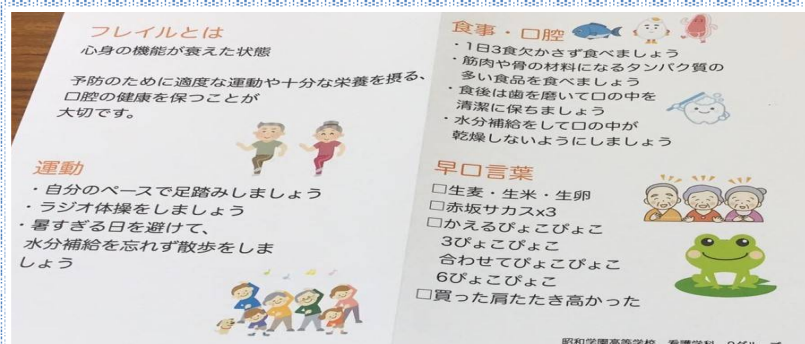 フレイルとは
心身の機能が衰えた状態
予防のために適度な運動や十分な栄養を摂る、
口腔の健康を保つことが
大切です。
運動
・自分のペースで足踏みしましょう
・ラジオ体操をしましょう
・暑すぎる日を避けて、
水分補給を忘れず散歩をしま
しょう
食事・口腔
・1日3食欠かさず食べましょう
・筋肉や骨の材料になるタンパク質の
多い食品を食べましょう
・食後は歯を磨いて口の中を
清潔に保ちましょう
・水分補給をして口の中が
乾燥しないようにしましょう
早口言葉
□生麦・生米・生卵
□赤坂サカスx3
□かえるぴょこぴょこ
3ぴょこぴょこ
合わせてぴょこぴょこ
6ぴょこぴょこ
□買った肩たたき高かった
昭和学園高等学校 看護学科